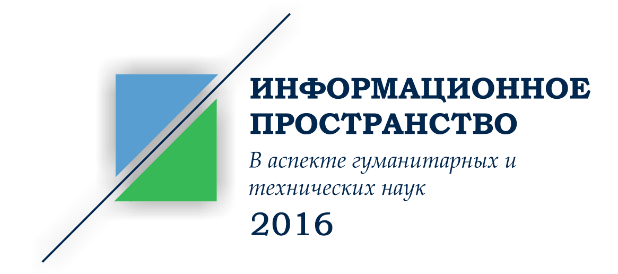 ИНФОРМАЦИОННОЕ
ПРОСТРАНСТВО
В аспекте гуманитарных и
технических наук
2016